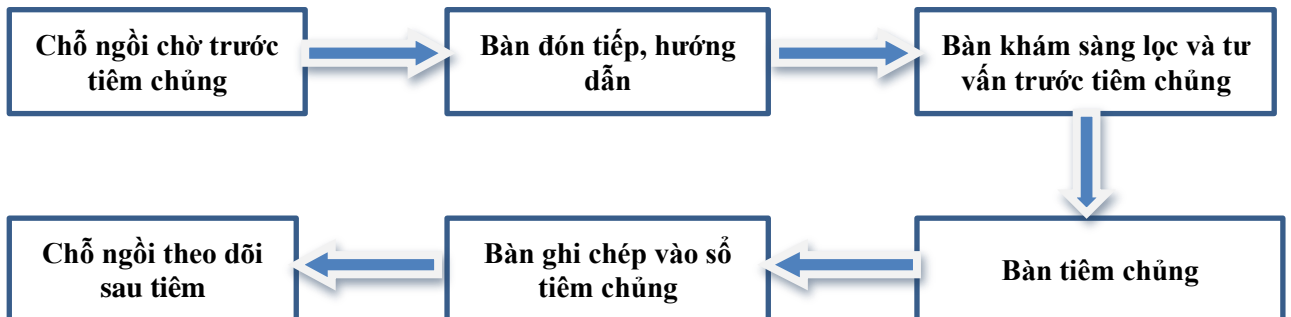 Chỗ ngồi chờ trước
tiêm chủng
Bàn đón tiếp, hướng
dẫn
Bàn khám sàng lọc và tư
vấn trước tiêm chủng
Bàn tiêm chủng
Bàn ghi chép vào sổ
tiêm chủng
Chỗ ngồi theo dõi
sau tiêm